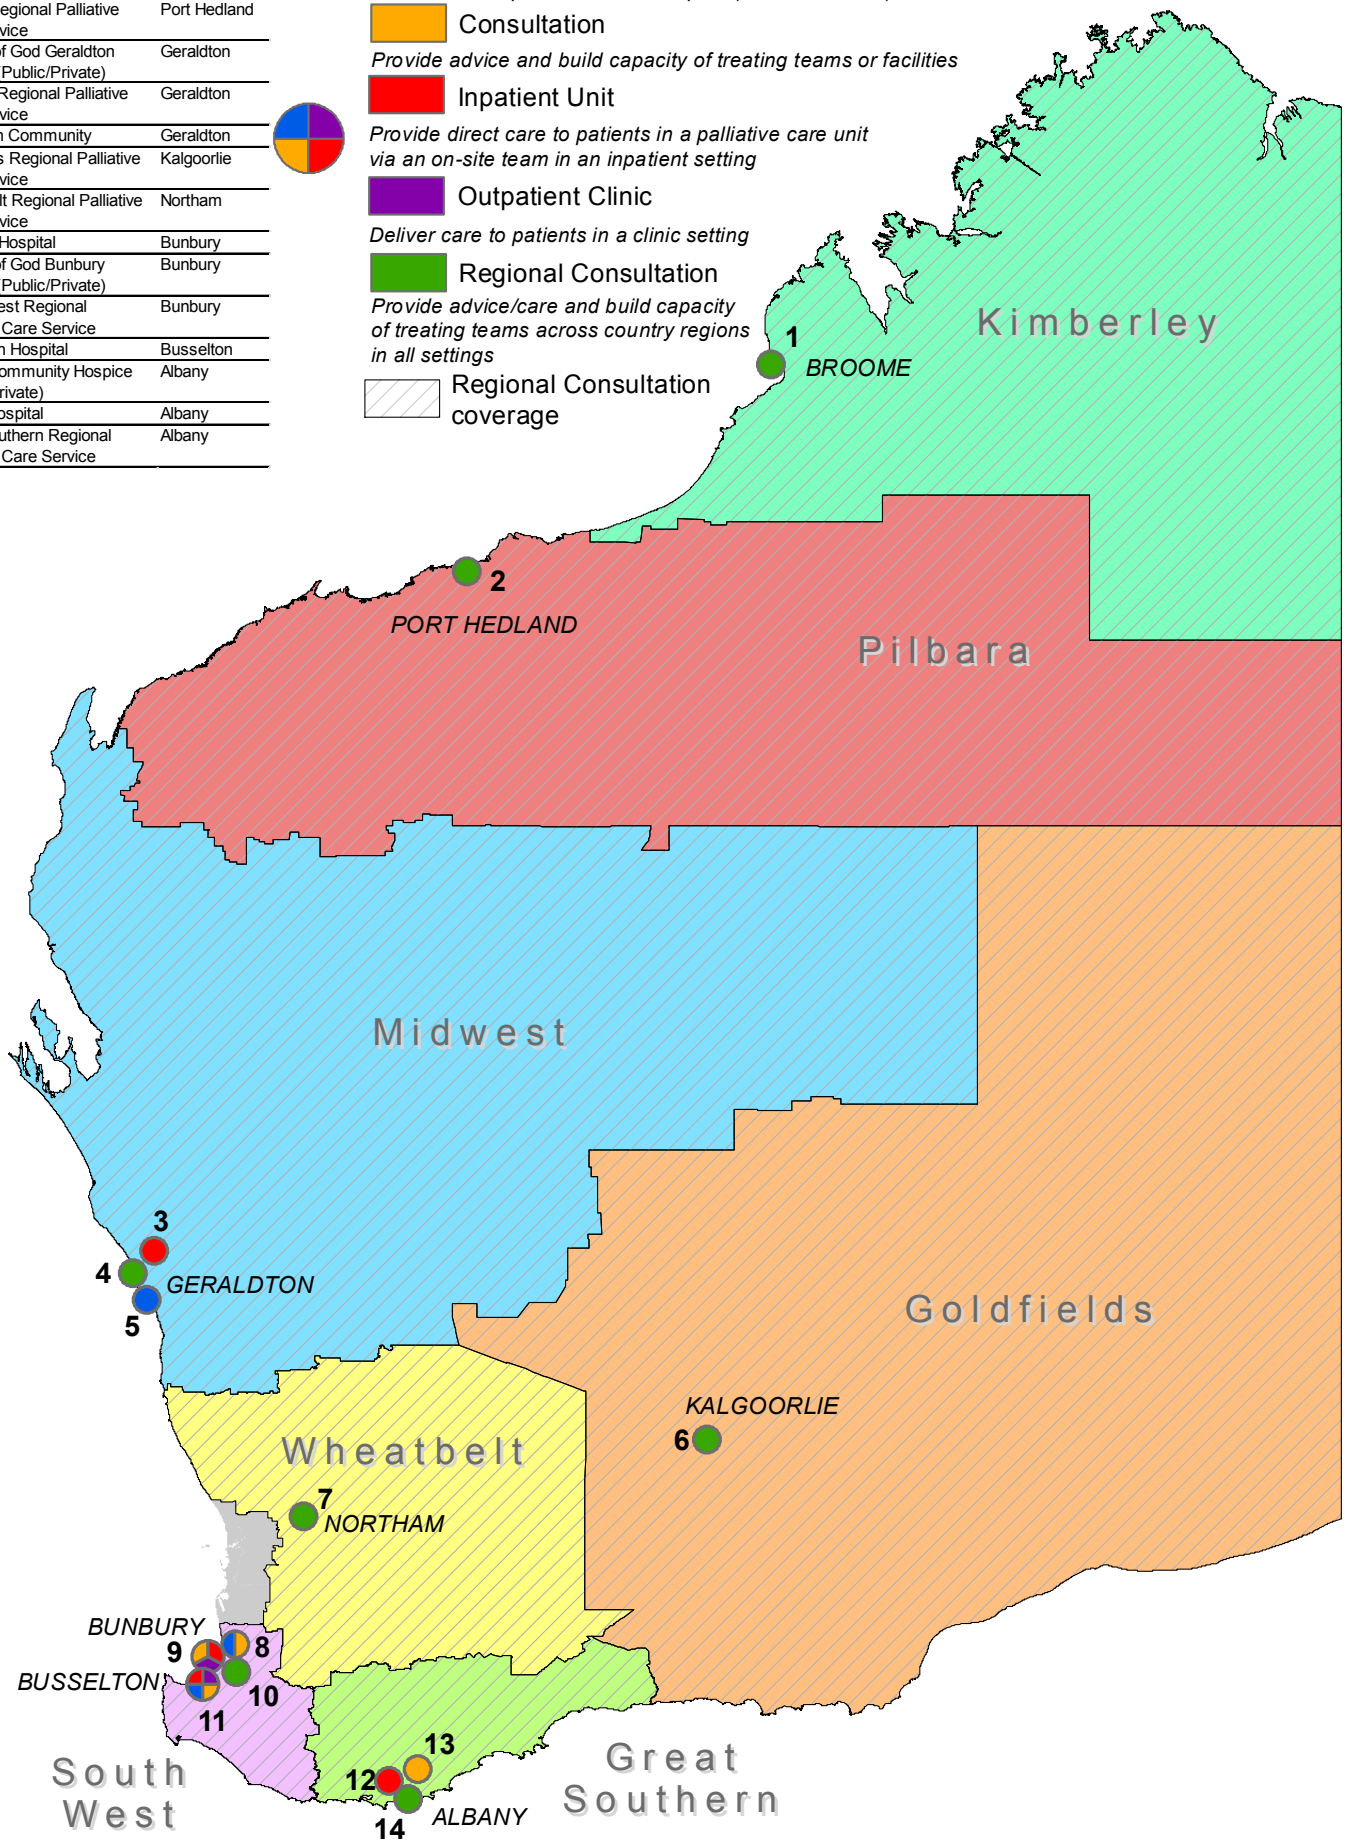 Regional Palliative Port Hedland
vice
of God Geraldton Geraldton
Public/Private)
Regional Palliative Geraldton
vice
Community Geraldton
Regional Palliative Kalgoorlie
vice
Regional Palliative Northam
vice
Hospital Bunbury
of God Bunbury Bunbury
Public/Private)
est Regional Bunbury
Care Service
Hospital Busselton
ommunity Hospice Albany
rivate)
ospital Albany
uthern Regional Albany
Care Service
Consultation
Provide advice and build capacity of treating teams or facilities
Inpatient Unit
Provide direct care to patients in a palliative care unit
via an on-site team in an inpatient setting
Outpatient Clinic
Deliver care to patients in a clinic setting
Regional Consultation
Provide advice/care and build capacity
of treating teams across country regions
in all settings
Regional Consultation
coverage
Kimberley
1
BROOME
2
PORT HEDLAND
Pilbara
Midwest
3
4
GERALDTON
5
Goldfields
KALGOORLIE
6
Wheatbelt
7
NORTHAM
BUNBURY
8
9
BUSSELTON
10
11
South
West
13
12
ALBANY
14
Great
Southern